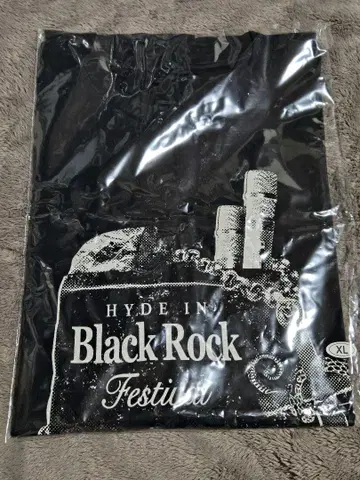 HYDE IN
Black Rock
Festival
XL